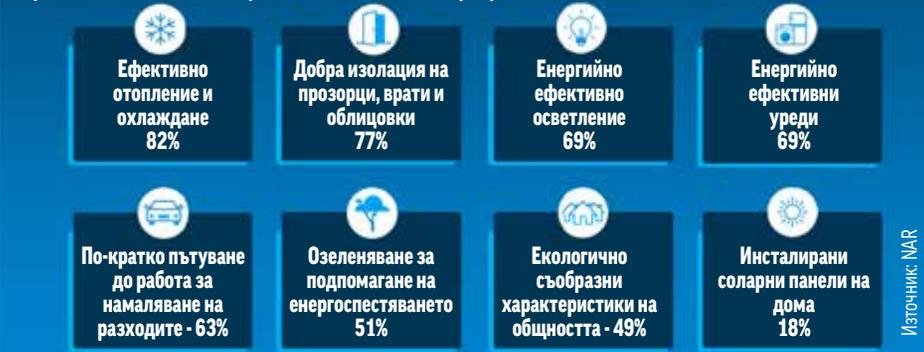 Ефективно
отопление и
охлаждане
82%
Добра изолация на
прозорци, врати и
облицовки
77%
Енергийно
ефективно
осветление
69%
Енергийно
ефективни
уреди
69%
По-кратко пътуване
до работа за
намаляване на
разходите - 63%
Озеленяване за
подпомагане на
енергоспестяването
51%
Екологично
съобразни
характеристики на
общността - 49%
Инсталирани
соларни панели на
дома
18%
Източник: NAR